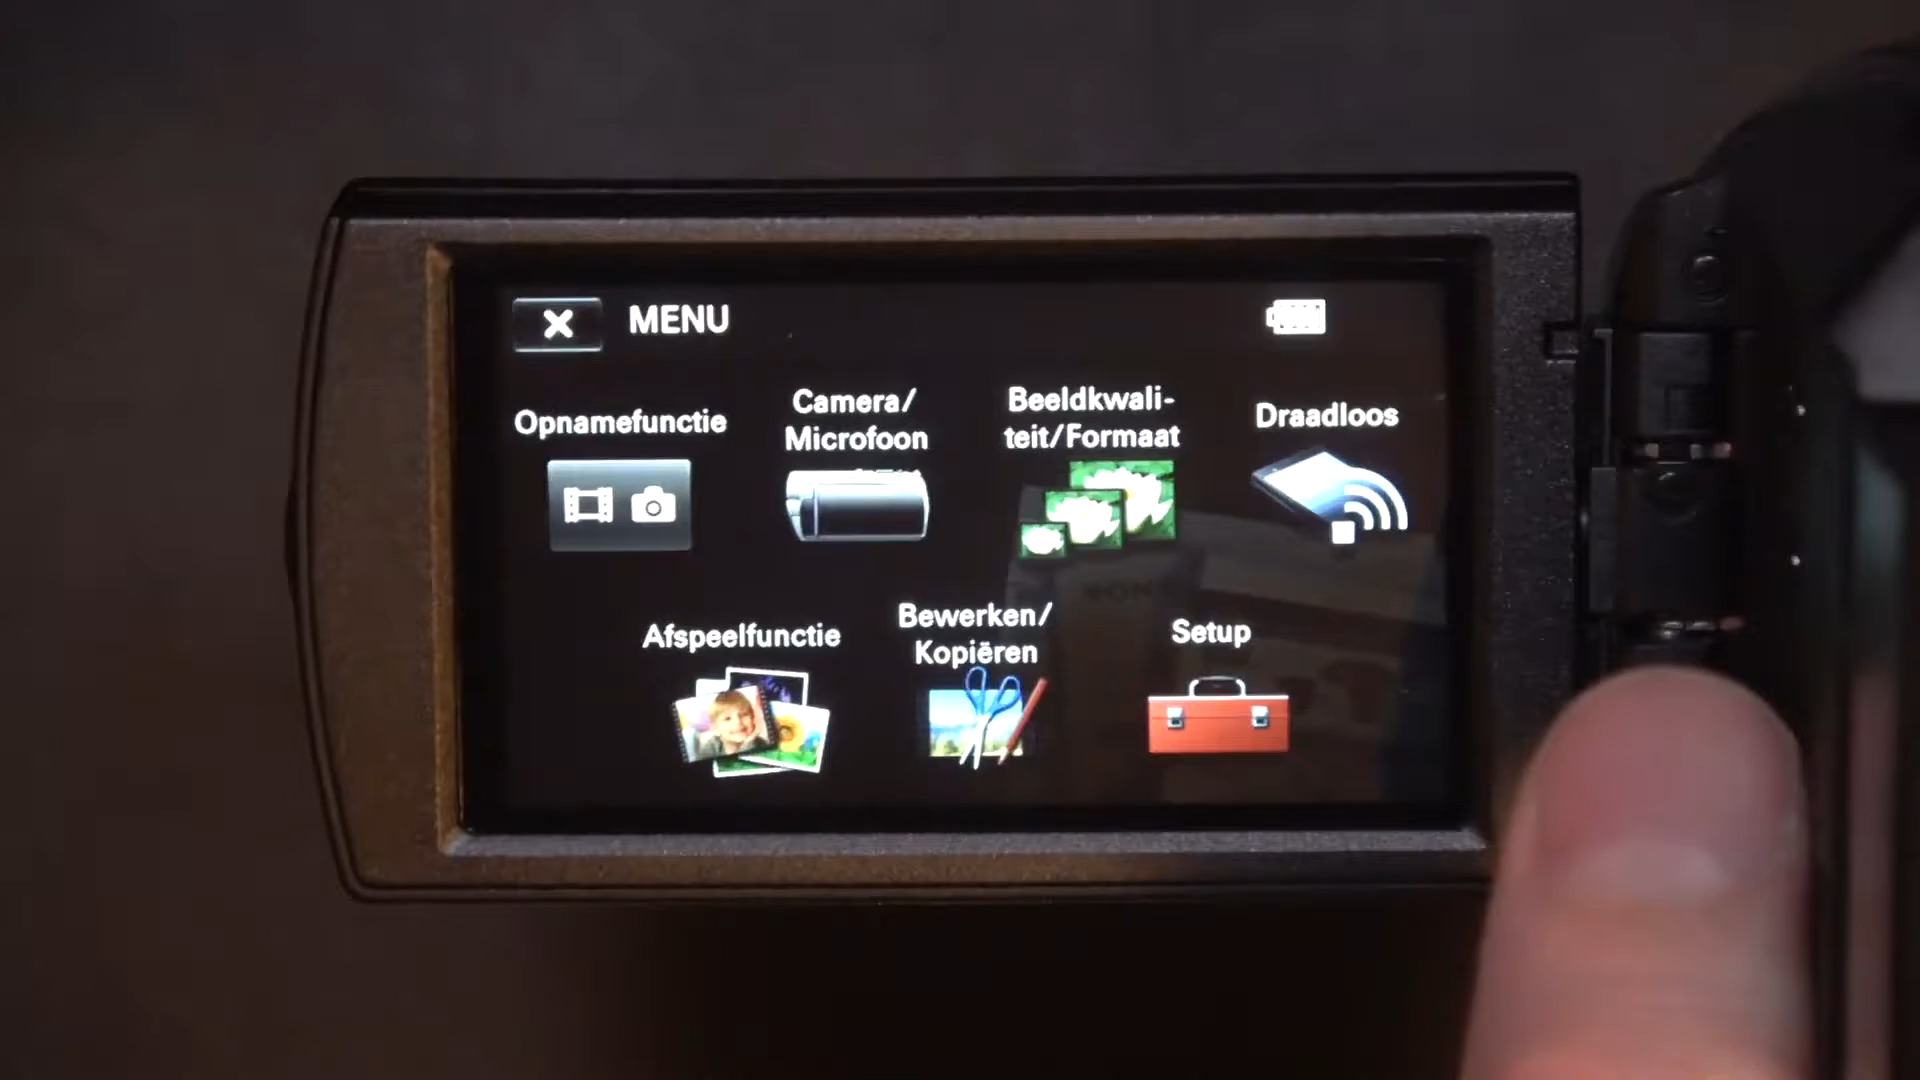 MENU
Opnamefunctie
Camera/
Microfoon
Beeldkwali-
teit/Formaat
Draadloos
Afspeelfunctie
Bewerken/
Kopiëren
Setup